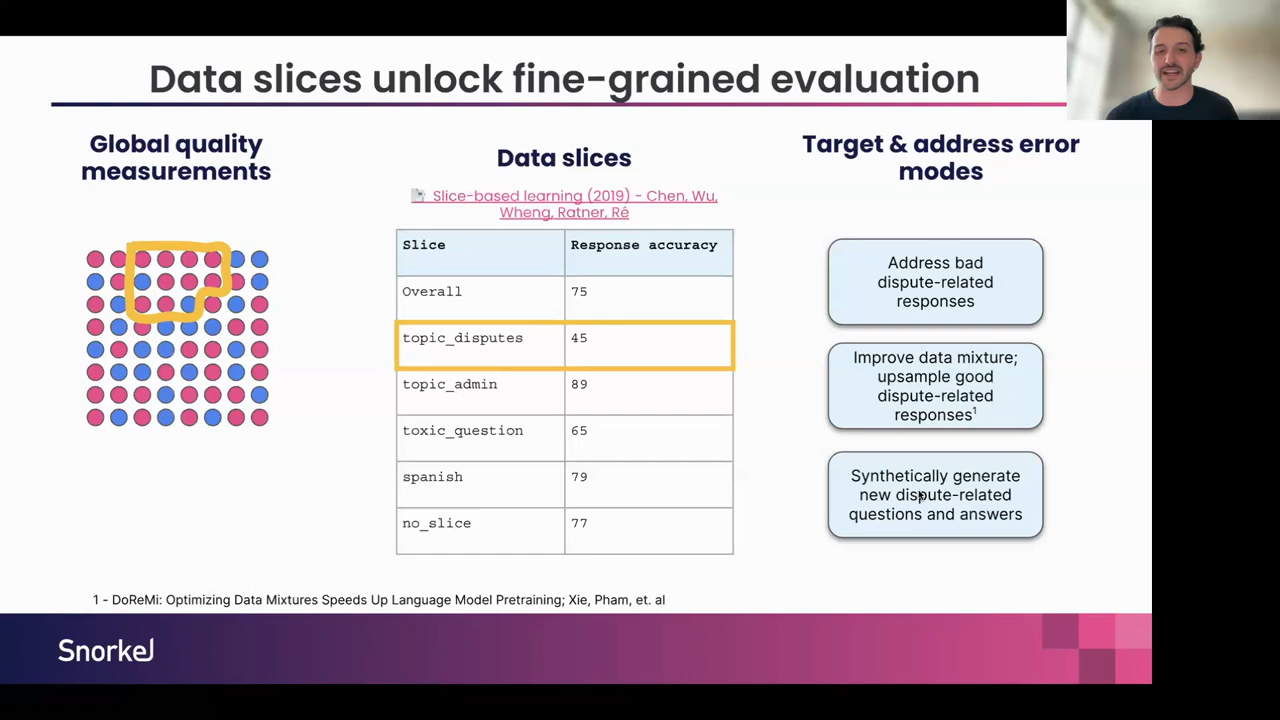 Data slices unlock fine-grained evaluation
Global quality
measurements
Data slices
Slice-based learning (2019) - Chen, Wu,
Wheng, Ratner, Ré
Slice Response accuracy
Overall 75
topic_disputes 45
topic_admin 89
toxic_question 65
spanish 79
no_slice 77
Target & address error
modes
Address bad
dispute-related
responses
Improve data mixture;
upsample good
dispute-related
responses¹
Synthetically generate
new dispute-related
questions and answers
1 - DoReMi: Optimizing Data Mixtures Speeds Up Language Model Pretraining; Xie, Pham, et. al
Snorkel